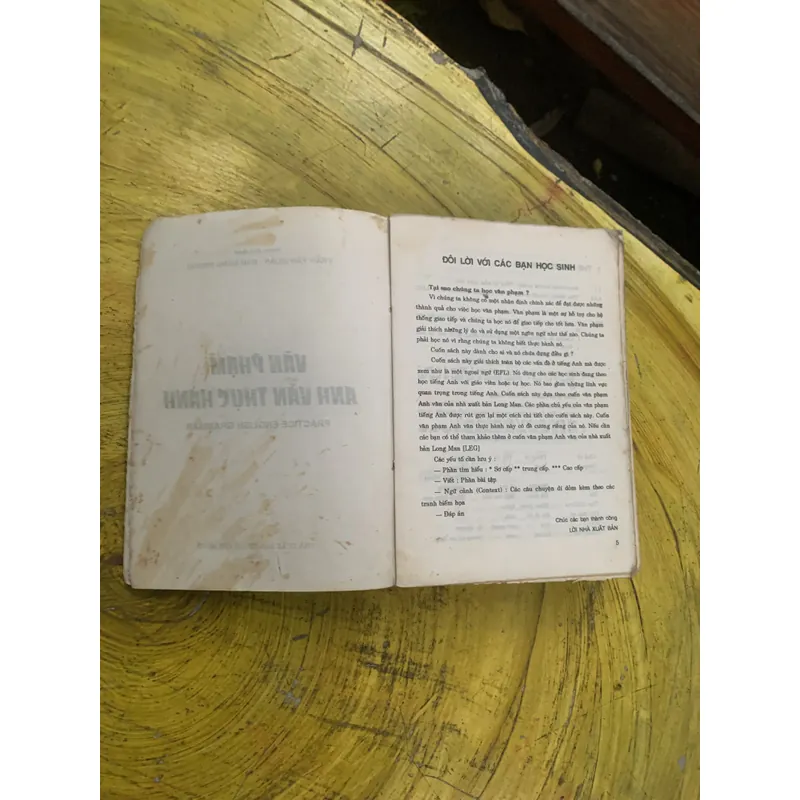 VĂN PHẠM
ANH VĂN THỰC HÀNH
PRACTICE ENGLISH GRAMMAR
ĐÔI LỜI VỚI CÁC BẠN HỌC SINH
Tại sao chúng ta học văn phạm ?
Vì chúng ta không có một nhận định chính xác để đạt được những
thành quả cho việc học văn phạm. Văn phạm là một sự hỗ trợ cho hệ
thống giao tiếp và chúng ta học nó để giao tiếp cho tốt hơn. Văn phạm
giải thích những lý do và sử dụng một ngôn ngữ như thế nào. Chúng ta
phải học nó vì rằng chúng ta không biết thực hành nó.
Cuốn sách này dành cho ai và nó chứa đựng điều gì ?
Cuốn sách này giải thích toàn bộ các vấn đề ở tiếng Anh mà được
xem như là một ngoại ngữ (EFL). Nó dùng cho các học sinh đang theo
học tiếng Anh với giáo viên hoặc tự học. Nó bao gồm những lĩnh vực
quan trọng trong tiếng Anh. Cuốn sách này dựa theo cuốn văn phạm
Anh văn của nhà xuất bản Long Man. Các phần chủ yếu của văn phạm
tiếng Anh được rút gọn lại một cách chi tiết cho cuốn sách này. Cuốn
văn phạm Anh văn thực hành này có đề cương riêng của nó. Nếu cần
các bạn có thể tham khảo thêm ở cuốn văn phạm Anh văn của nhà xuất
bản Long Man [LEG]
Các yếu tố cần lưu ý :
— Phần tìm hiểu : * Sơ cấp ** trung cấp. *** Cao cấp
— Viết : Phần bài tập
— Ngữ cảnh (Context) : Các câu chuyện đi đôm kèm theo các
tranh biếm họa
— Đáp án
Chúc các bạn thành công
LỜI NHÀ XUẤT BẢN
5